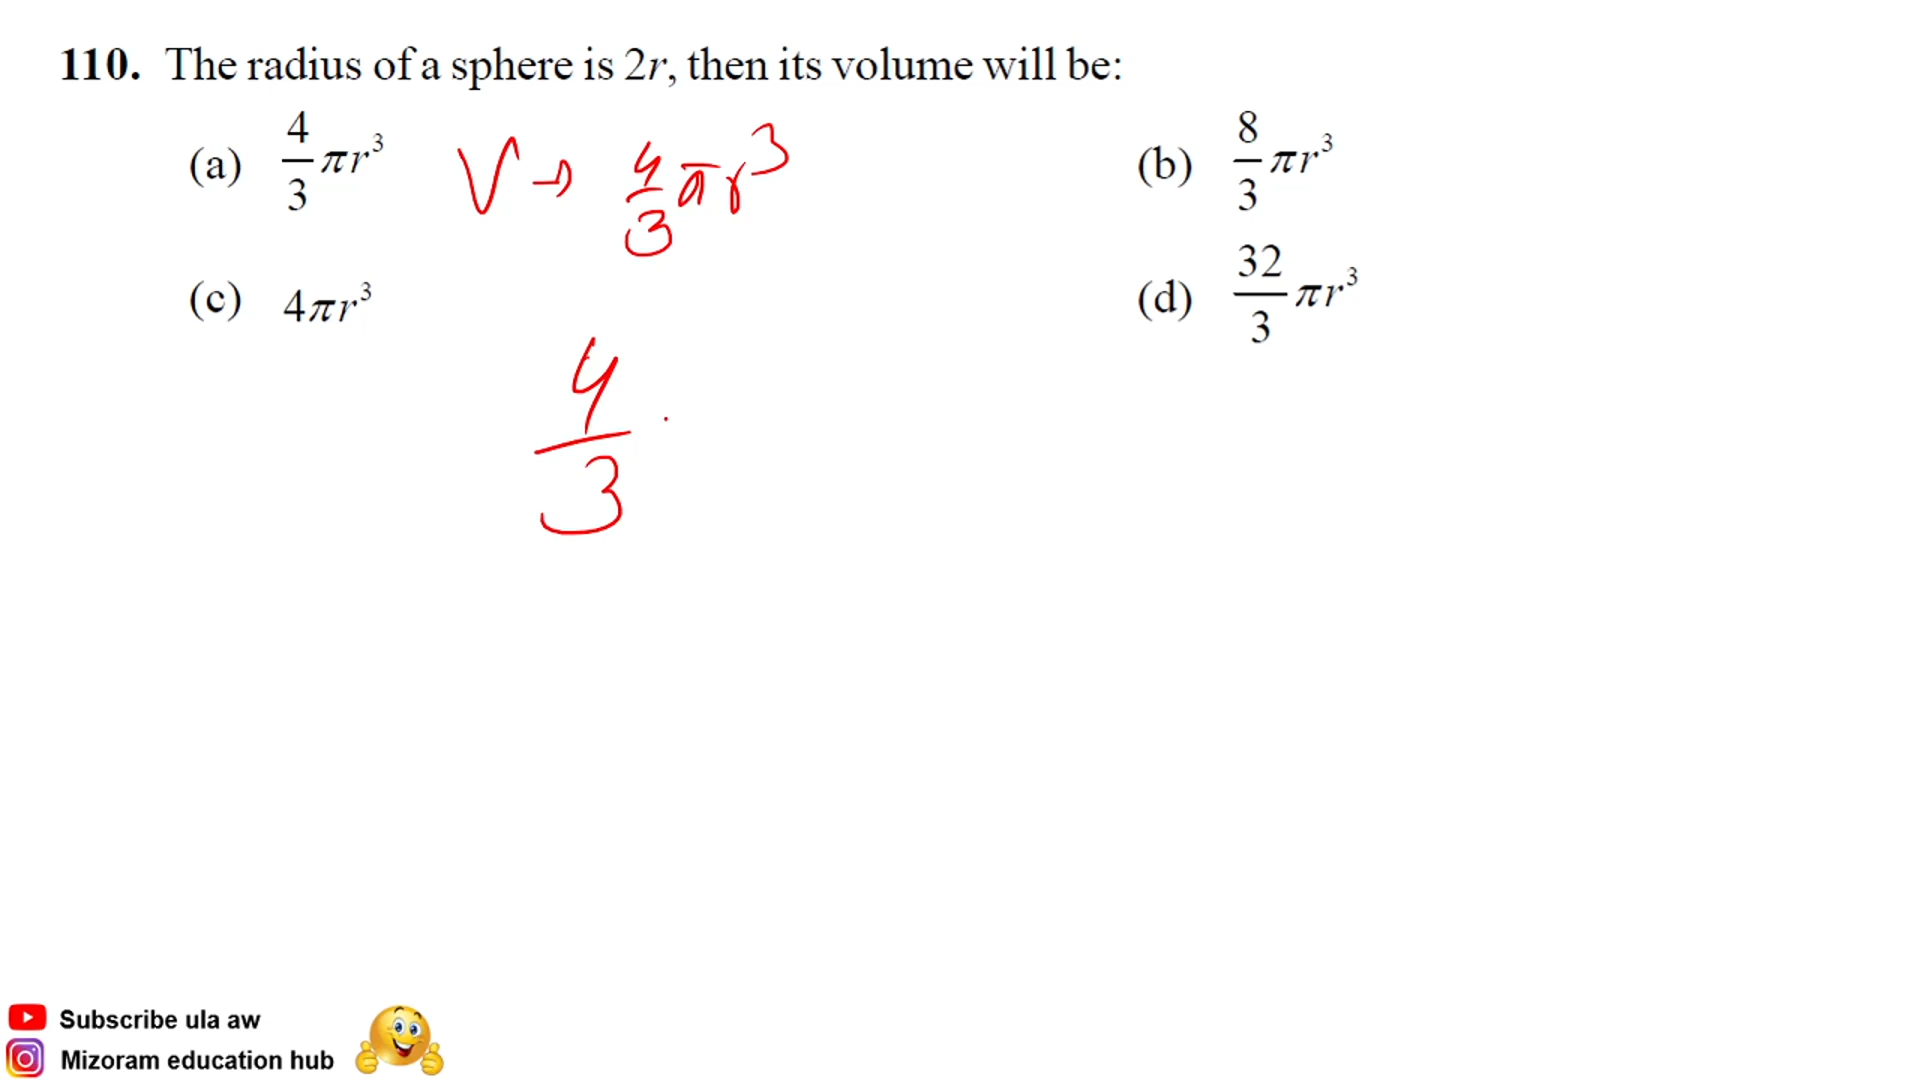 110. The radius of a sphere is 2r, then its volume will be:
(a) 4/3 πr³ V → 4/3 πr³ (b) 8/3 πr³
(c) 4πr³ (d) 32/3 πr³
4/3
Subscribe ula aw
Mizoram education hub